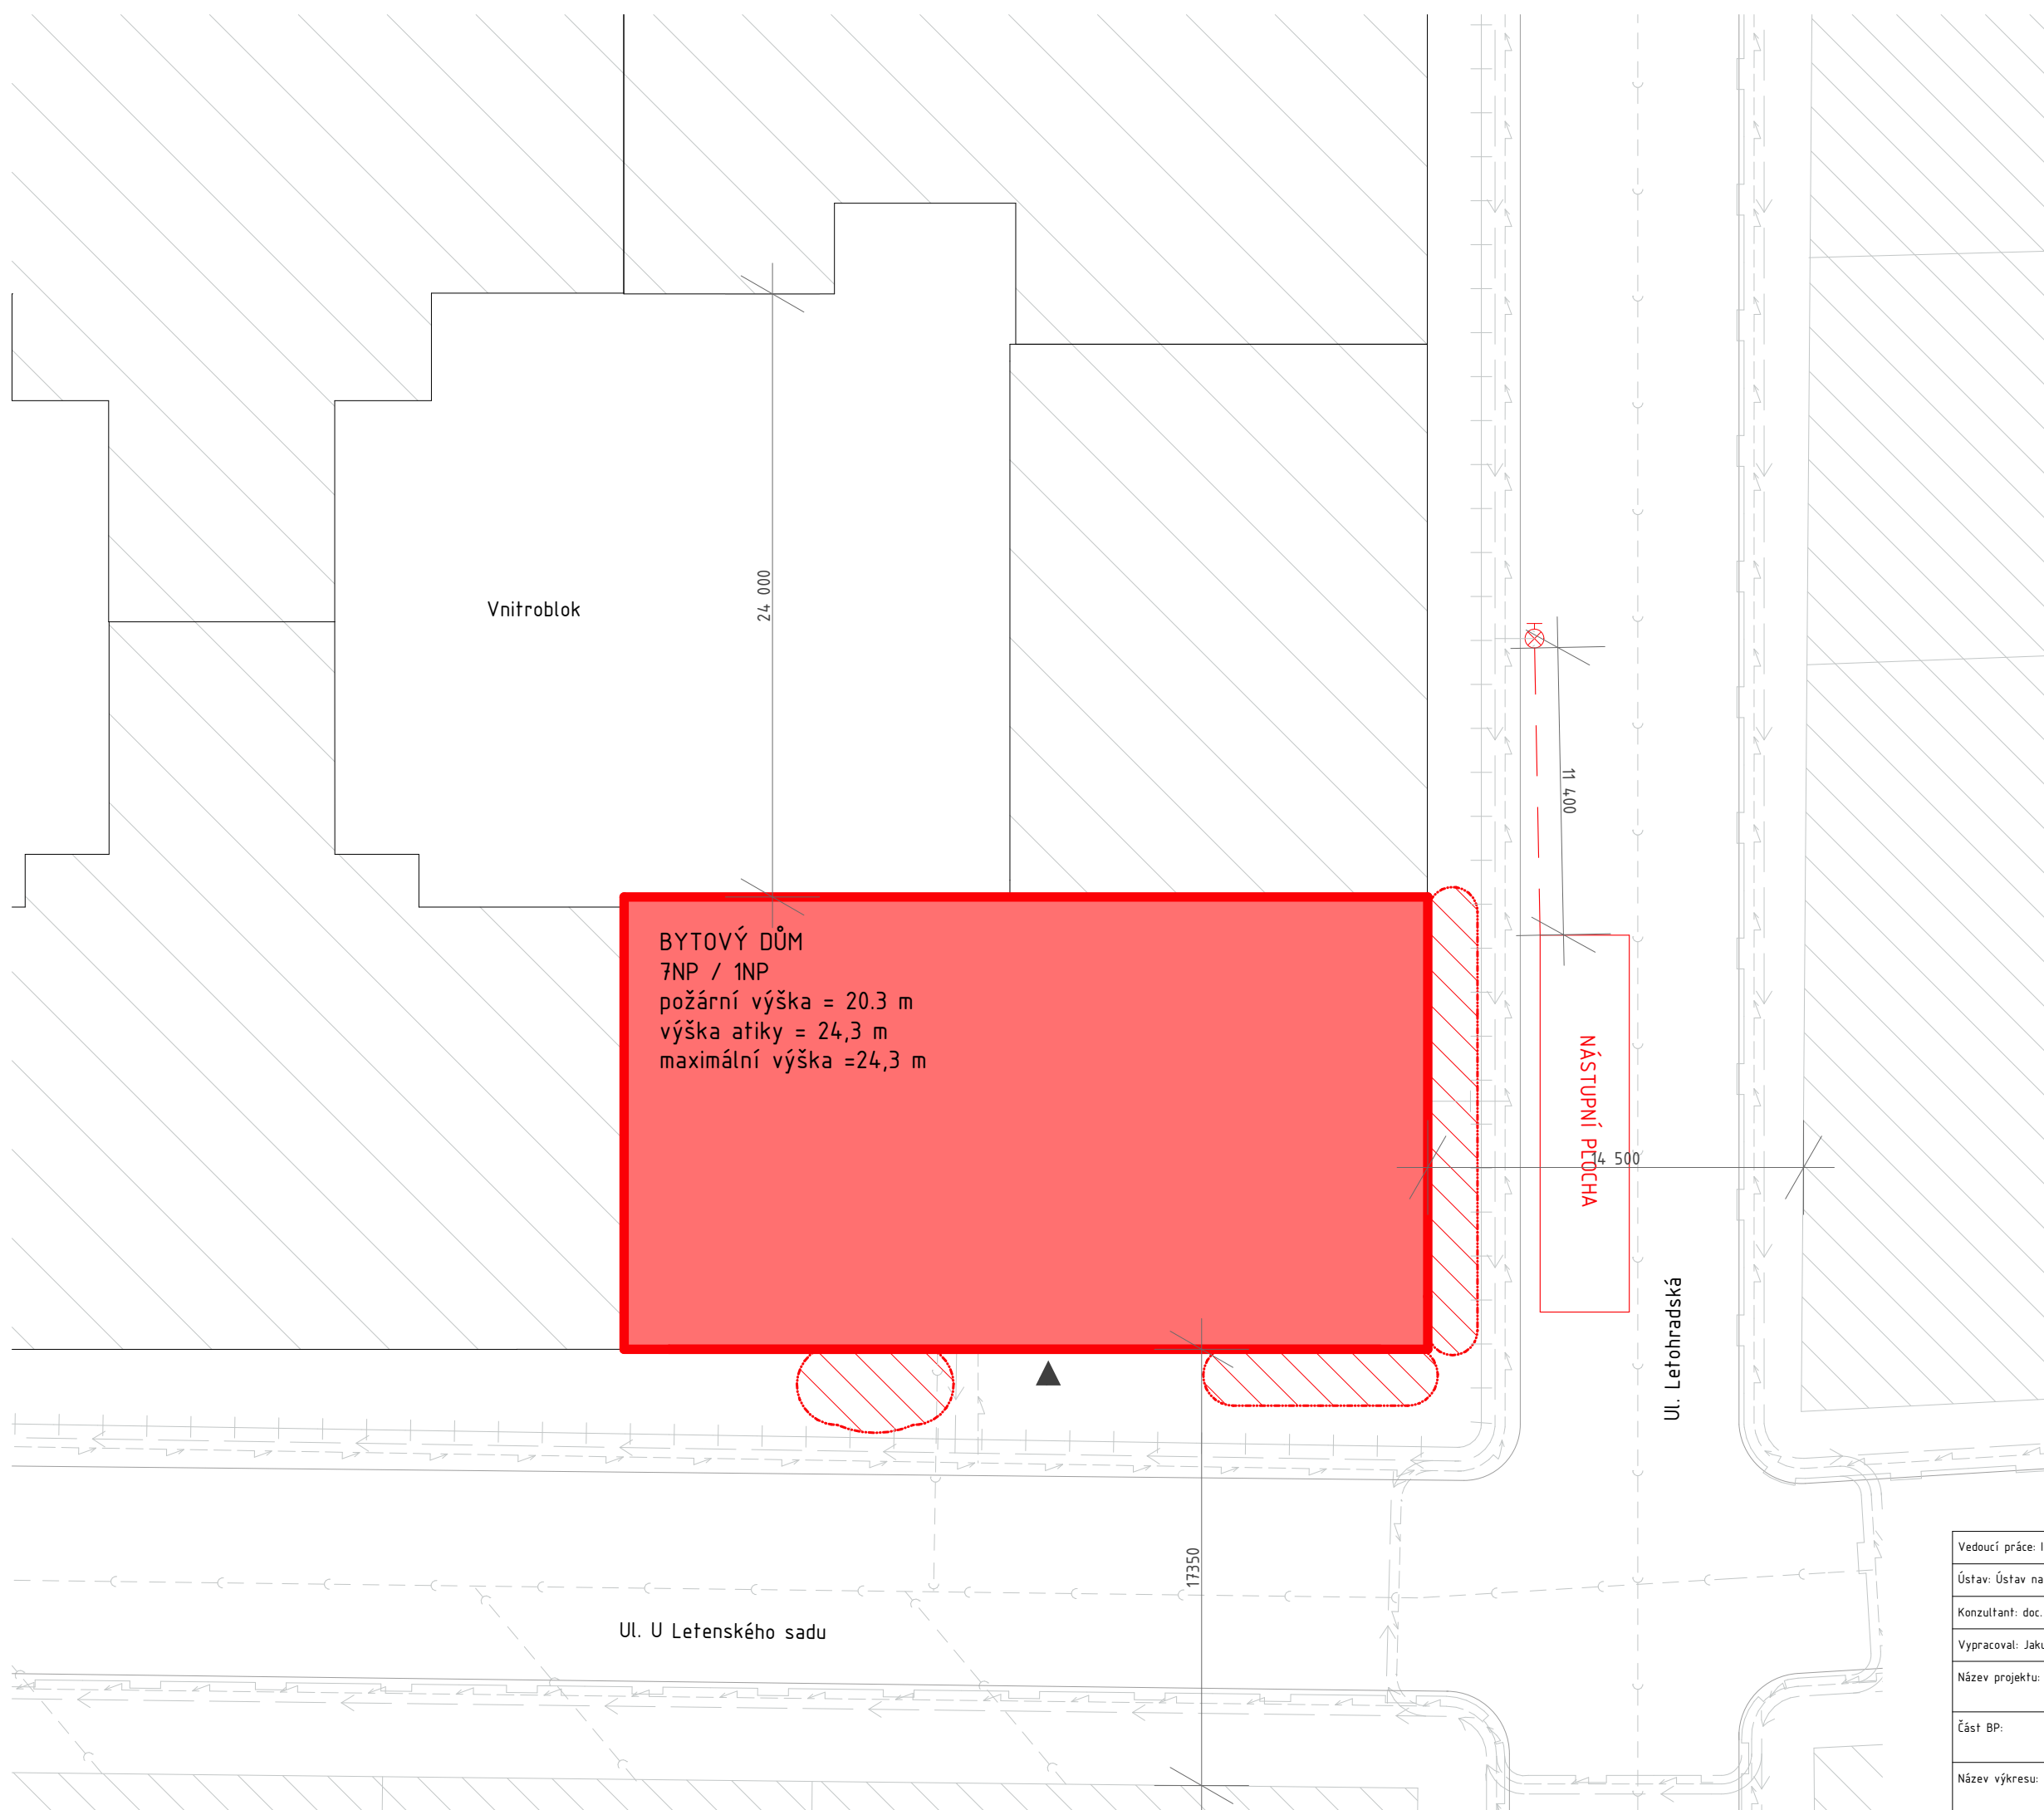 Vnitroblok
24 000
11 400
BYTOVÝ DŮM
7NP / 1NP
požární výška = 20.3 m
výška atiky = 24,3 m
maximální výška =24,3 m
NÁSTUPNÍ PLOCHA
14 500
Ul. Letohradská
17350
Ul. U Letenského sadu
Vedoucí práce:
Ústav: Ústav
Konzultant: doc.
Vypracoval:
Název projektu:
Část BP:
Název výkresu: